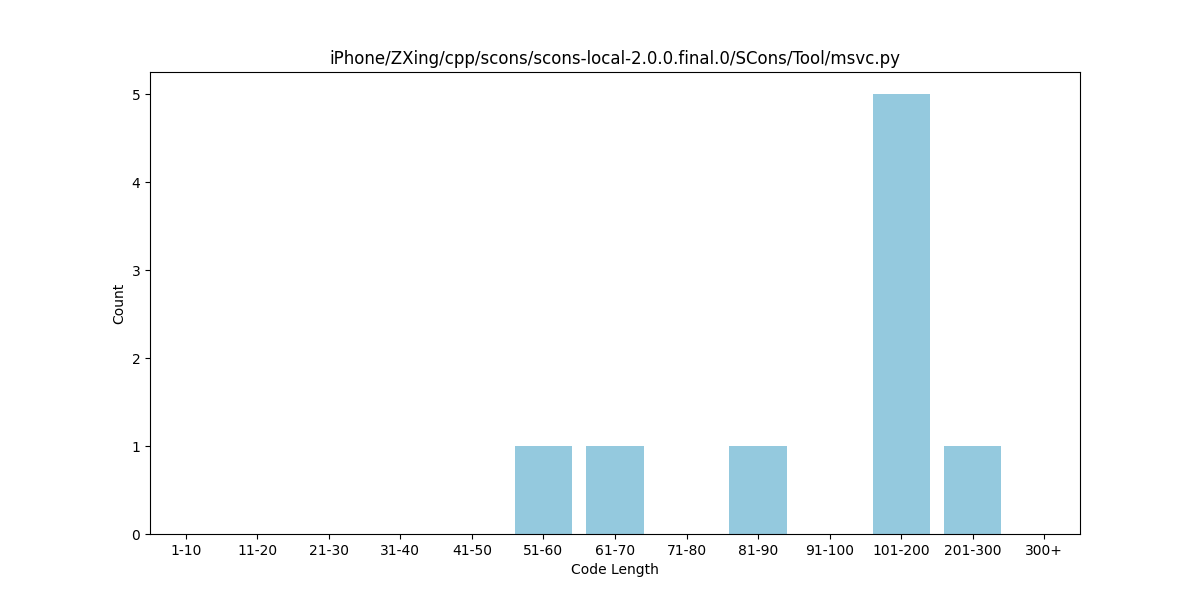 iPhone/ZXing/cpp/scons/scons-local-2.0.0.final.0/SCons/Tool/msvc.py
5
4
3
2
1
0
Count
1-10 11-20 21-30 31-40 41-50 51-60 61-70 71-80 81-90 91-100 101-200 201-300 300+
Code Length